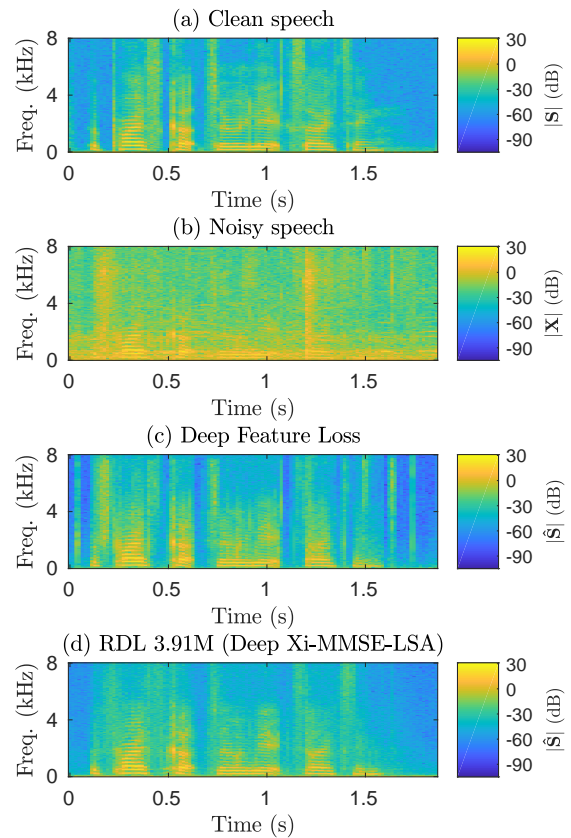 (a) Clean speech
8
4
0
Freq. (kHz)
0 0.5 1 1.5
Time (s)
30
0
-30
-60
-90
|S| (dB)
(b) Noisy speech
8
4
0
Freq. (kHz)
0 0.5 1 1.5
Time (s)
30
0
-30
-60
-90
|X| (dB)
(c) Deep Feature Loss
8
4
0
Freq. (kHz)
0 0.5 1 1.5
Time (s)
30
0
-30
-60
-90
|Ŝ| (dB)
(d) RDL 3.91M (Deep Xi-MMSE-LSA)
8
4
0
Freq. (kHz)
0 0.5 1 1.5
Time (s)
30
0
-30
-60
-90
|Ŝ| (dB)